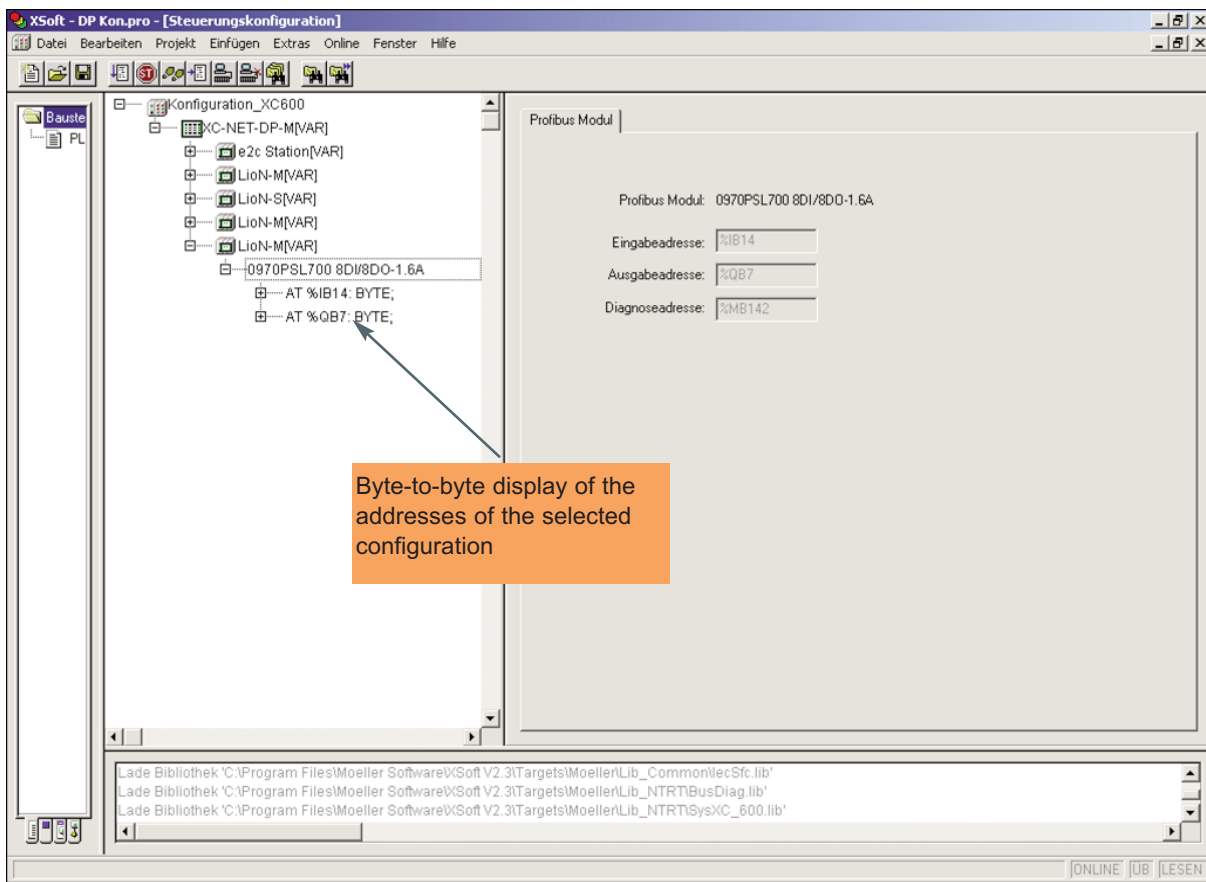 XSoft - DP Kon.pro - [Steuerungskonfiguration]
Datei Bearbeiten Projekt Einfügen Extras Online Fenster Hilfe
Bauste
PL
Konfiguration_XC600
XC-NET-DP-M[VAR]
e2c Station[VAR]
LioN-M[VAR]
LioN-S[VAR]
LioN-M[VAR]
LioN-M[VAR]
0970PSL700 8DI/8DO-1.6A
AT %IB14: BYTE;
AT %QB7: BYTE;
Profibus Modul
Profibus Modul: 0970PSL700 8DI/8DO-1.6A
Eingabeadresse: %IB14
Ausgabeadresse: %QB7
Diagnoseadresse: %MB142
Byte-to-byte display of the
addresses of the selected
configuration
Lade Bibliothek 'C:\Program Files\Moeller Software\XSoft V2.3\Targets\Moeller\Lib_Common\IecSfc.lib'
Lade Bibliothek 'C:\Program Files\Moeller Software\XSoft V2.3\Targets\Moeller\Lib_NTRT\BusDiag.lib'
Lade Bibliothek 'C:\Program Files\Moeller Software\XSoft V2.3\Targets\Moeller\Lib_NTRT\SysXC_600.lib'
ONLINE ÜB LESEN